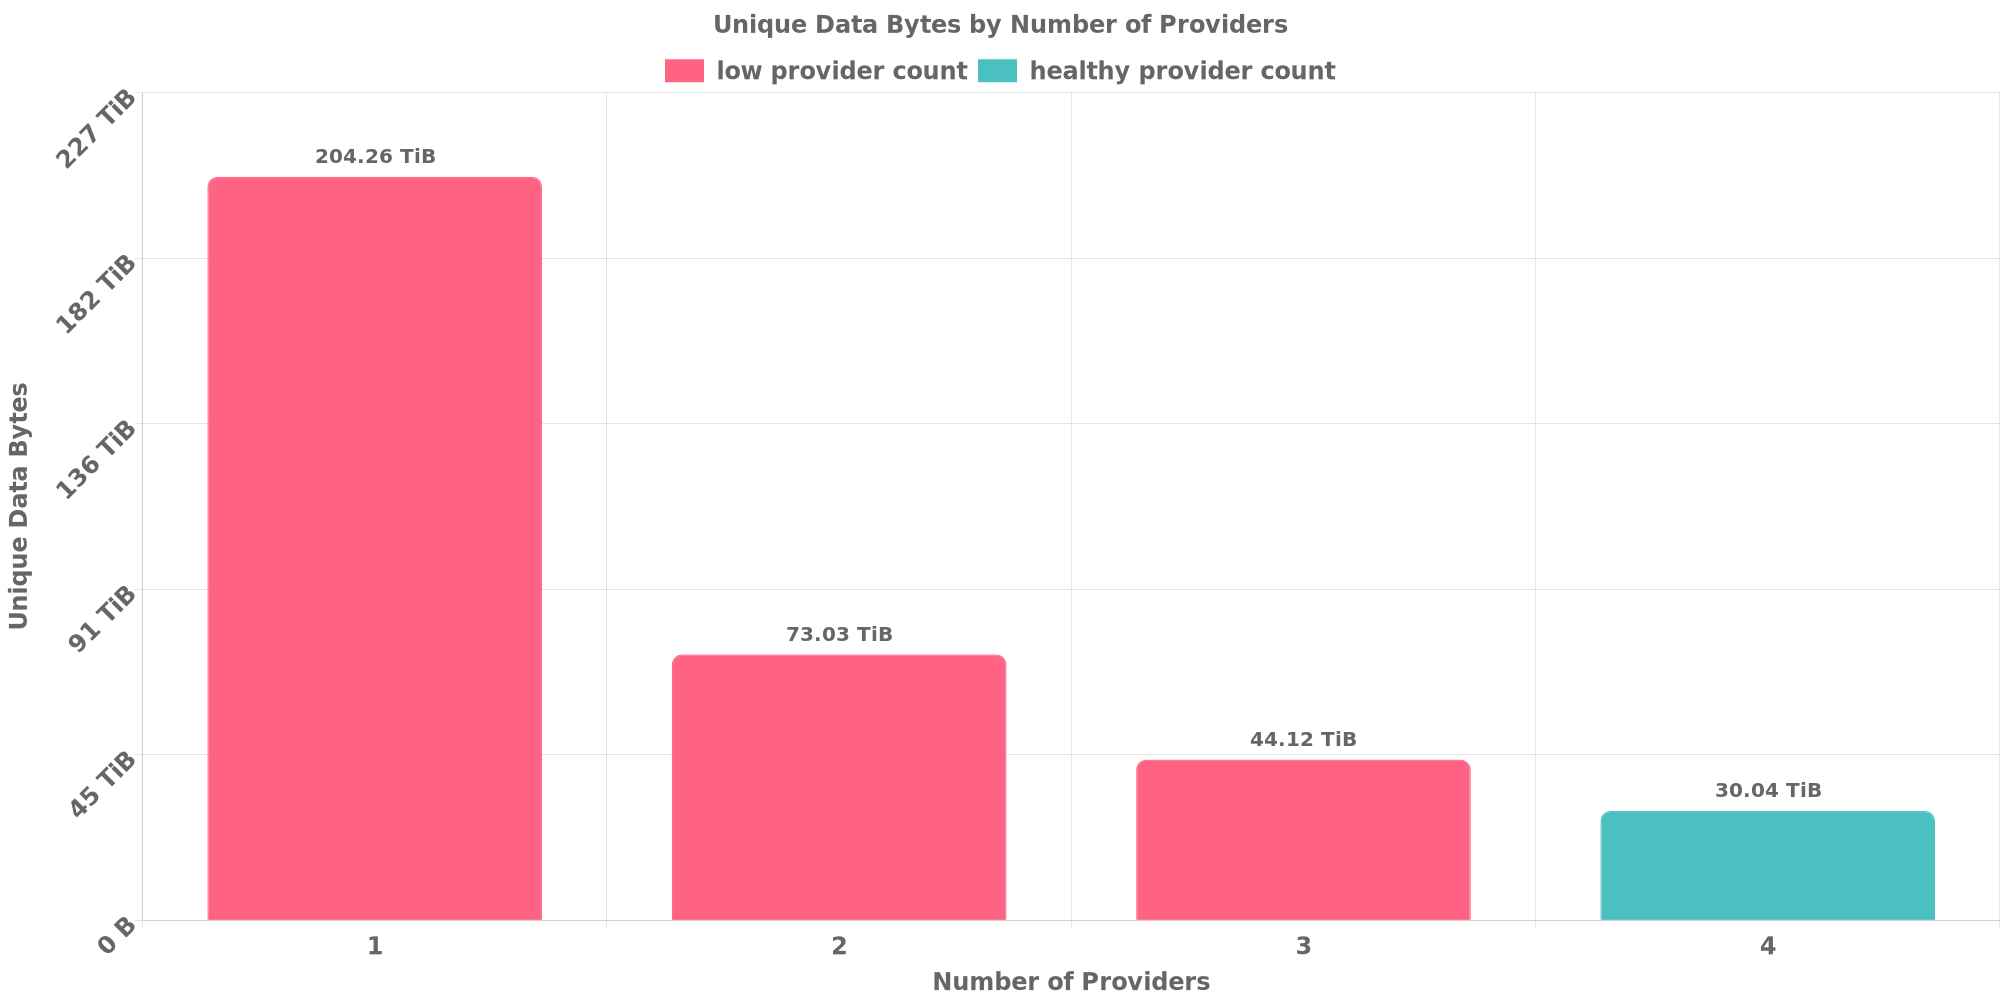 Unique Data Bytes by Number of Providers
low provider count healthy provider count
227 TiB
182 TiB
136 TiB
91 TiB
45 TiB
0 B
Unique Data Bytes
204.26 TiB
73.03 TiB
44.12 TiB
30.04 TiB
1 2 3 4
Number of Providers